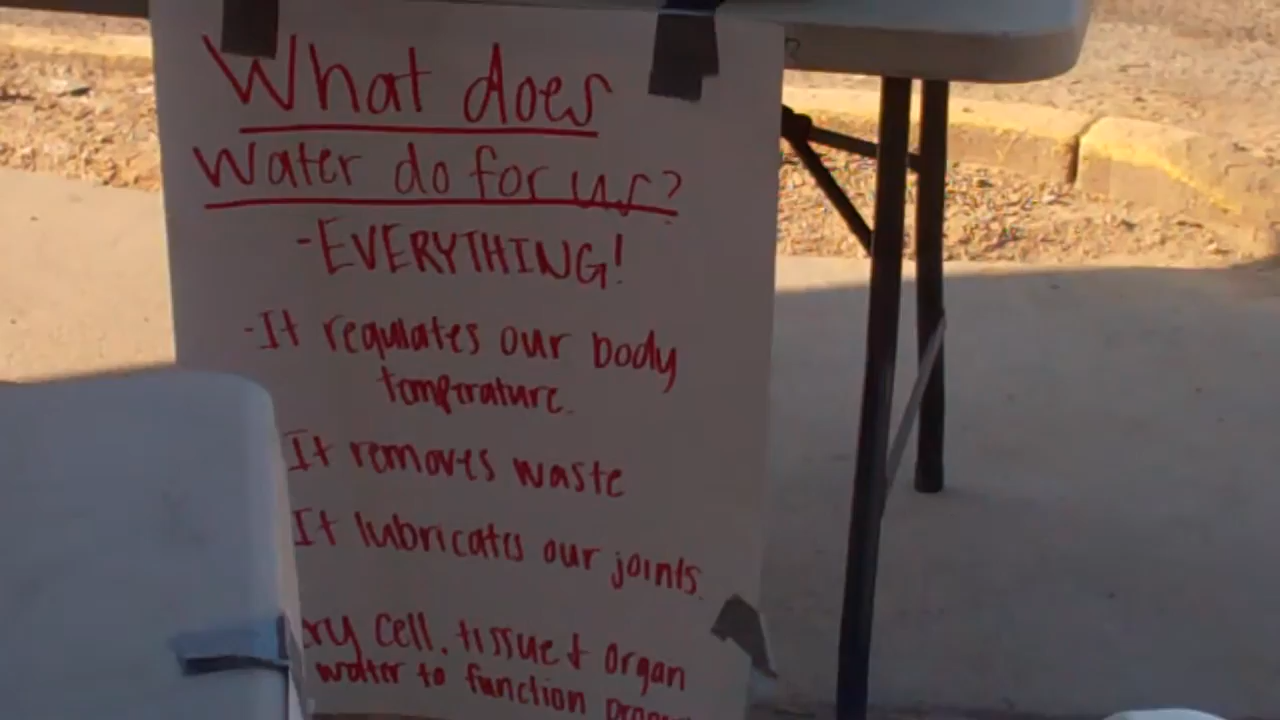 What does
Water do for us?
-EVERYTHING!
-It regulates our body
temperature.
It removes waste
It lubricates our joints.
cell, tissue & organ
water to function